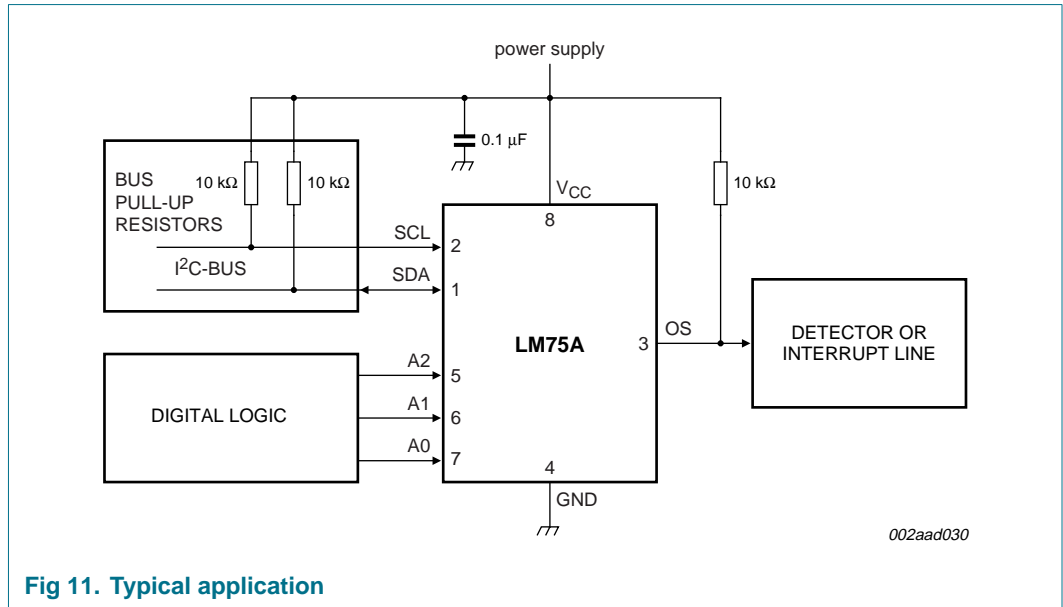 power supply
0.1 μF
BUS
PULL-UP
RESISTORS
10 kΩ
10 kΩ
10 kΩ
VCC
8
SCL
2
I2C-BUS
SDA
1
LM75A
3
OS
DETECTOR OR
INTERRUPT LINE
DIGITAL LOGIC
A2
5
A1
6
A0
7
4
GND
002aad030
Fig 11. Typical application